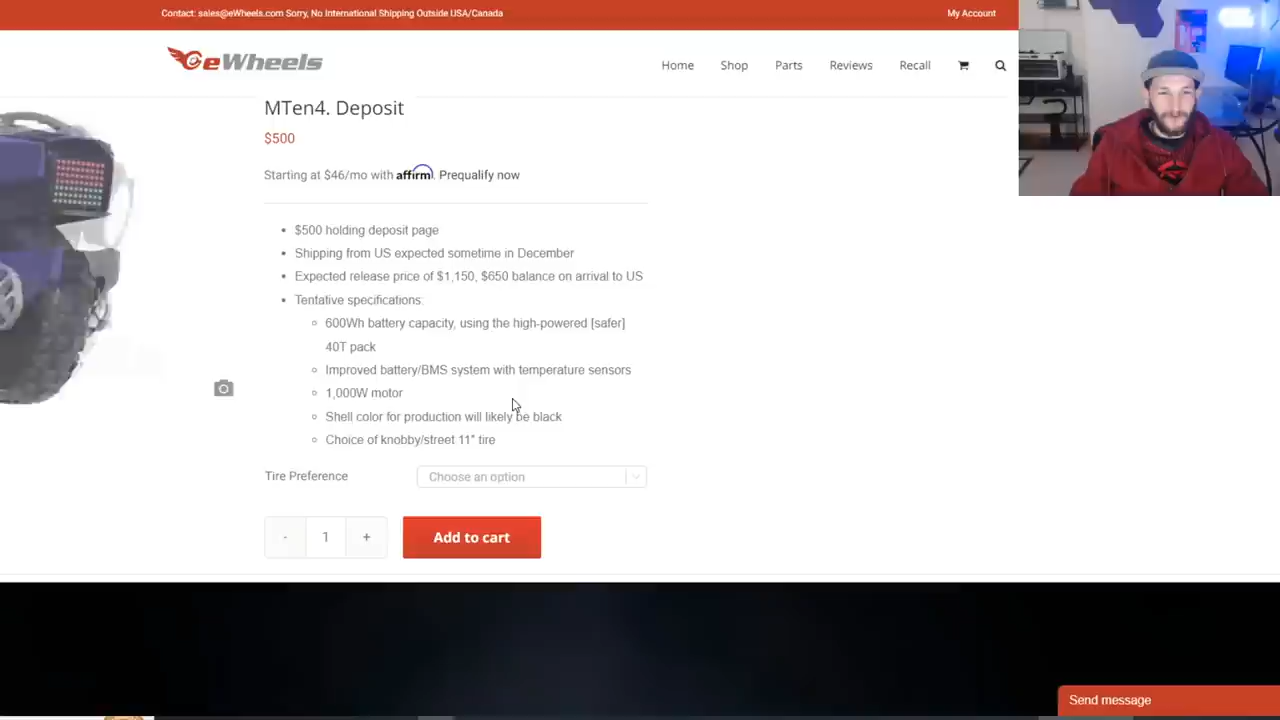 Contact: sales@eWheels.com Sorry, No International Shipping Outside USA/Canada
My Account
eWheels
Home
Shop
Parts
Reviews
Recall
MTen4. Deposit
$500
Starting at $46/mo with affirm. Prequalify now
$500 holding deposit page
Shipping from US expected sometime in December
Expected release price of $1,150, $650 balance on arrival to US
Tentative specifications:
600Wh battery capacity, using the high-powered [safer]
40T pack
Improved battery/BMS system with temperature sensors
1,000W motor
Shell color for production will likely be black
Choice of knobby/street 11" tire
Tire Preference
Choose an option
- 1 +
Add to cart
Send message